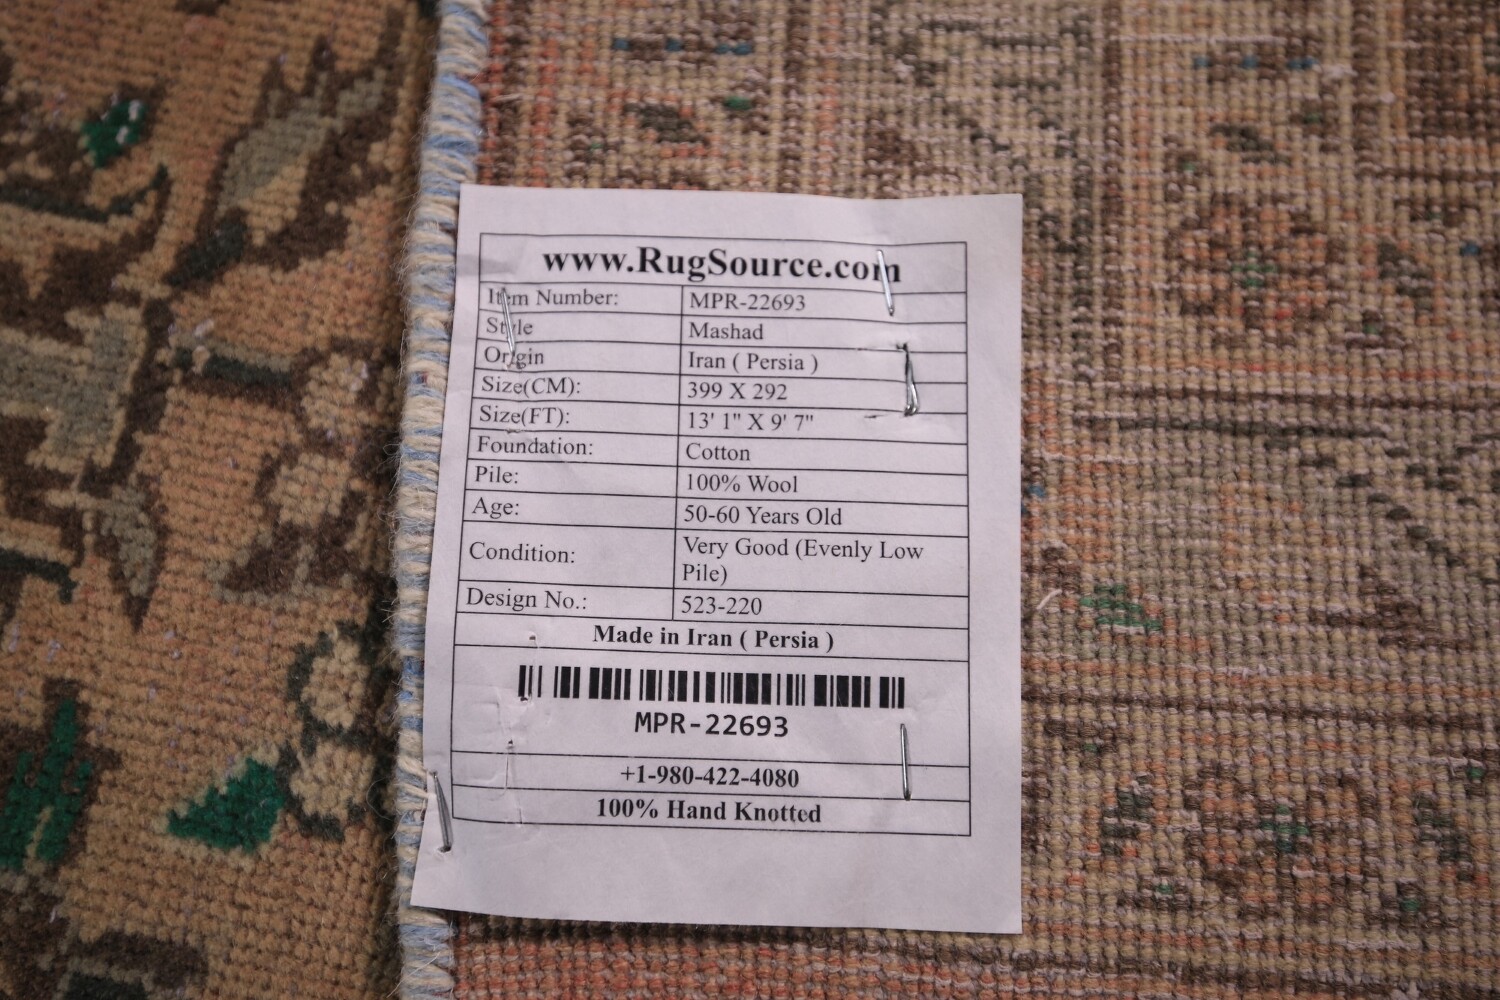 www.RugSource.com
Item Number: MPR-22693
Style Mashad
Origin Iran ( Persia )
Size(CM): 399 X 292
Size(FT): 13' 1" X 9' 7"
Foundation: Cotton
Pile: 100% Wool
Age: 50-60 Years Old
Condition: Very Good (Evenly Low
Pile)
Design No.: 523-220
Made in Iran ( Persia )
MPR-22693
+1-980-422-4080
100% Hand Knotted